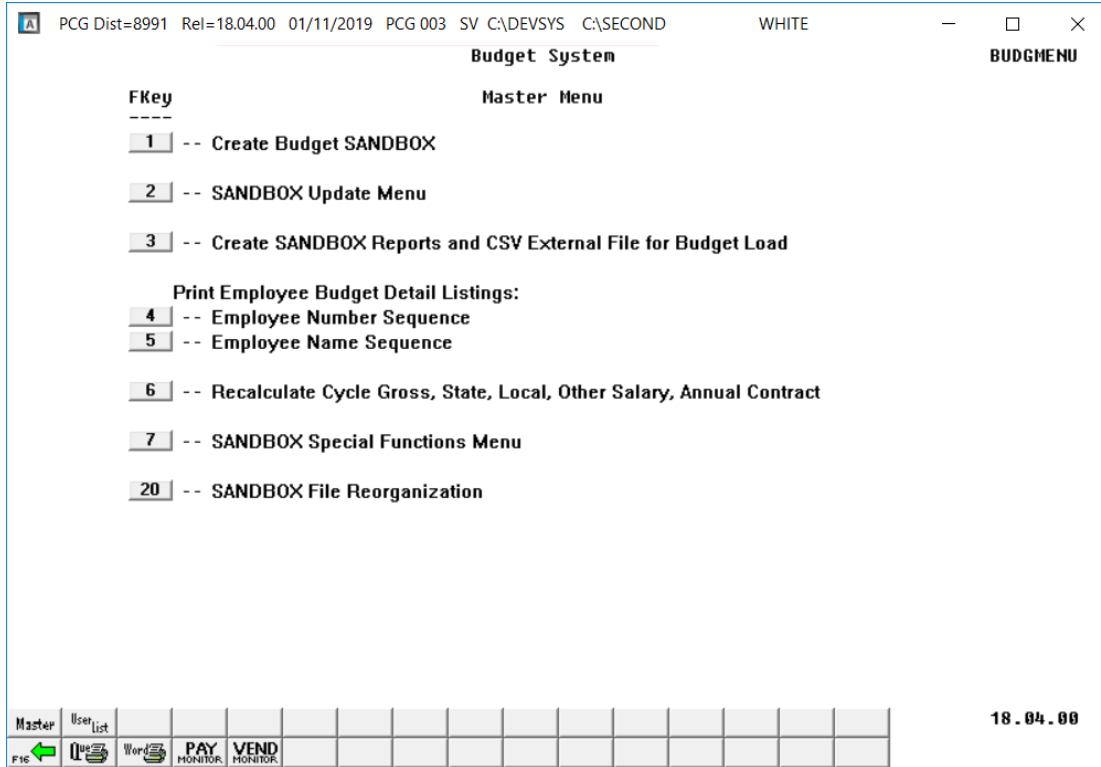 PCG Dist=8991 Rel=18.04.00 01/11/2019 PCG 003 SV C:\DEVSYS C:\SECOND WHITE
Budget System BUDGMENU
FKey Master Menu
----
1 -- Create Budget SANDBOX
2 -- SANDBOX Update Menu
3 -- Create SANDBOX Reports and CSV External File for Budget Load
Print Employee Budget Detail Listings:
4 -- Employee Number Sequence
5 -- Employee Name Sequence
6 -- Recalculate Cycle Gross, State, Local, Other Salary, Annual Contract
7 -- SANDBOX Special Functions Menu
20 -- SANDBOX File Reorganization
Master User list 18.04.00
F16 Que Word PAY MONITOR VEND MONITOR